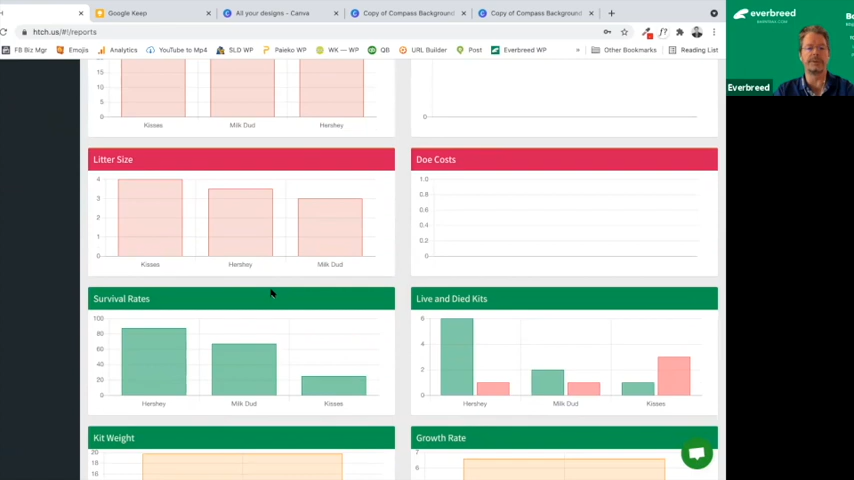 Google Keep
All your designs - Canva
Copy of Compass Background
Copy of Compass Background
htch.us/#!/reports
FB Biz Mgr
Emojis
Analytics
YouTube to Mp4
SLD WP
Paieko WP
WK — WP
QB
URL Builder
Post
Everbreed WP
»
Other Bookmarks
Reading List
everbreed
Everbreed
15
10
5
0
Kisses
Milk Dud
Hershey
0
Litter Size
4
3
2
1
0
Kisses
Hershey
Milk Dud
Doe Costs
1.0
0.8
0.6
0.4
0.2
0
Survival Rates
100
80
60
40
20
0
Hershey
Milk Dud
Kisses
Live and Died Kits
6
4
2
0
Hershey
Milk Dud
Kisses
Kit Weight
20
18
16
Growth Rate
7
6